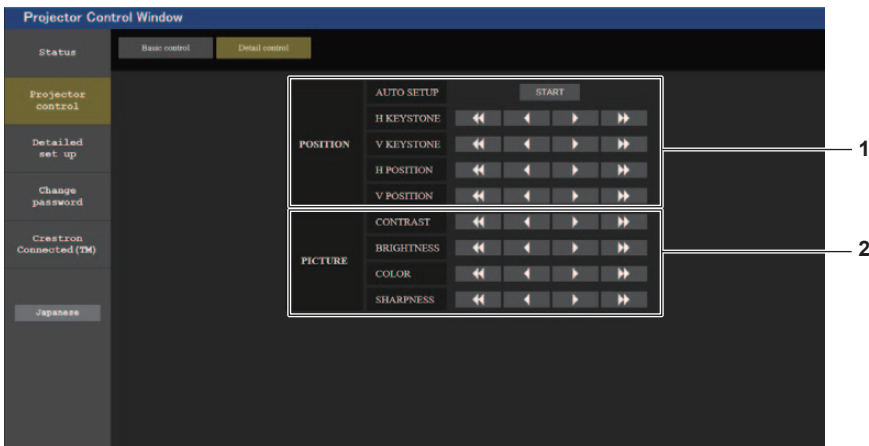 Projector Control Window
Status
Basic control
Detail control
Projector
control
Detailed
set up
Change
password
Crestron
Connected(TM)
Japanese
POSITION
AUTO SETUP
START
H KEYSTONE
V KEYSTONE
H POSITION
V POSITION
1
PICTURE
CONTRAST
BRIGHTNESS
COLOR
SHARPNESS
2